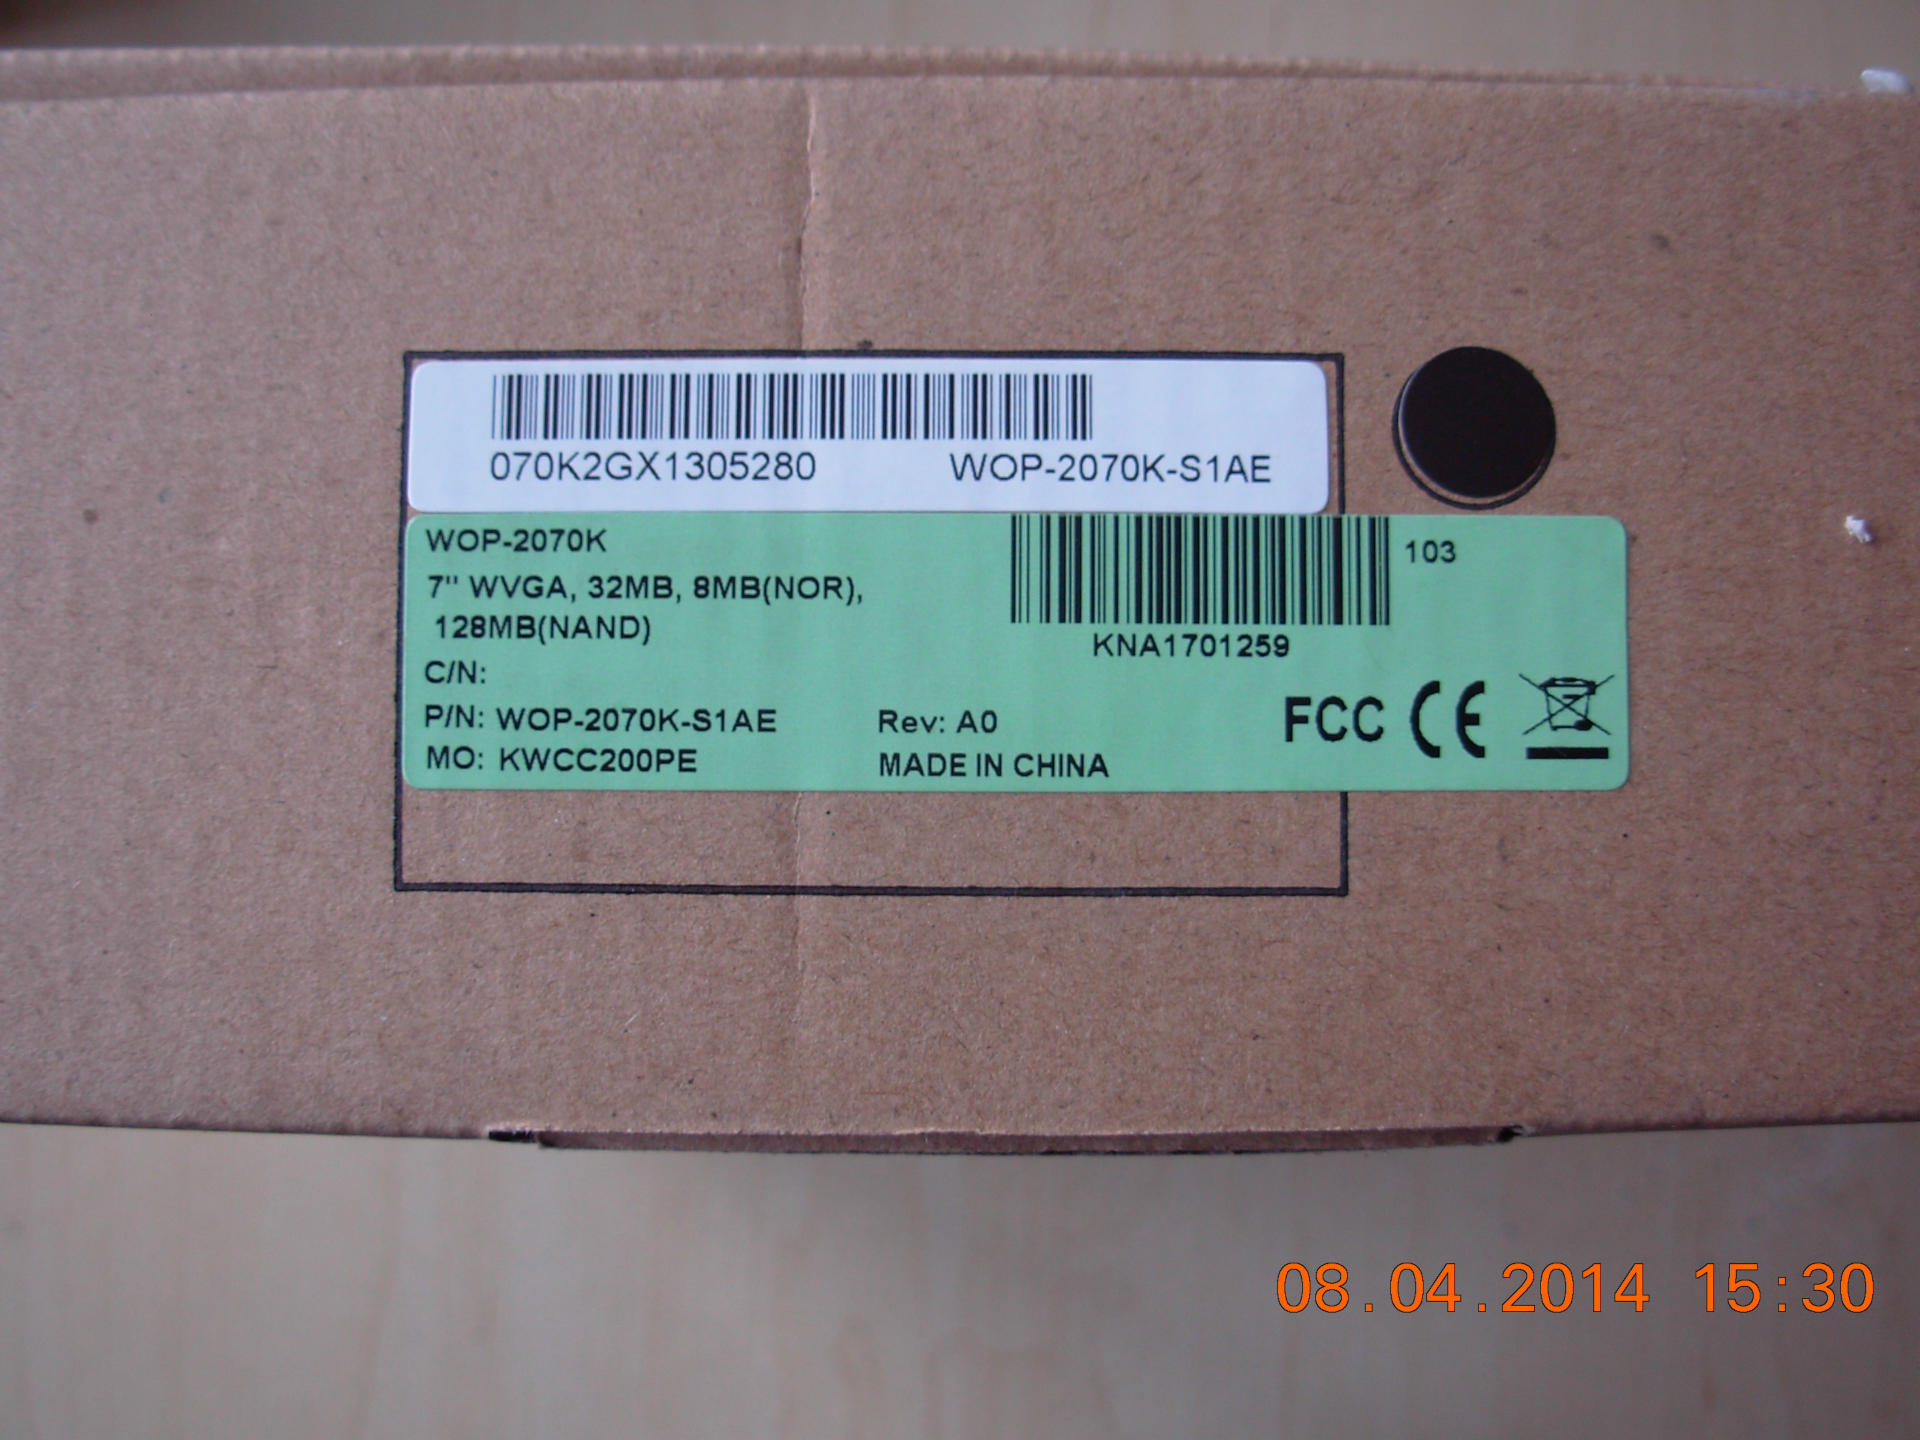 070K2GX1305280 WOP-2070K-S1AE
WOP-2070K
103
7" WVGA, 32MB, 8MB(NOR),
128MB(NAND)
KNA1701259
C/N:
P/N: WOP-2070K-S1AE Rev: A0
FCC CE
MO: KWCC200PE MADE IN CHINA
08.04.2014 15:30